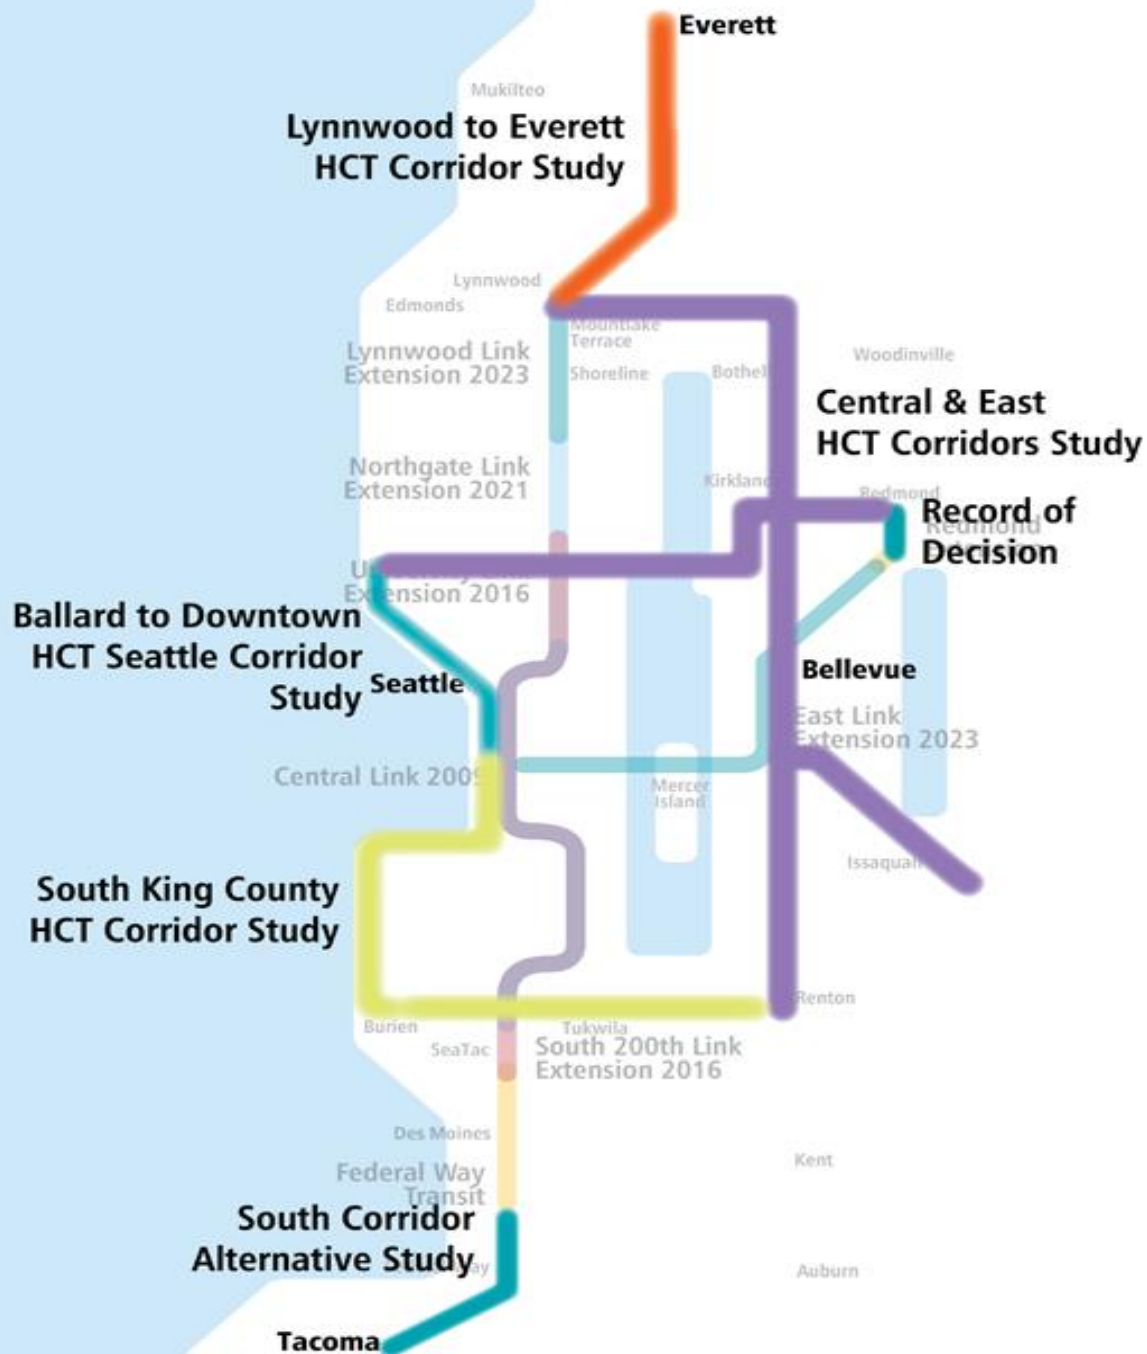 Everett
Mukilteo
Lynnwood to Everett
HCT Corridor Study
Lynnwood
Edmonds
Mountlake
Terrace
Lynnwood Link
Extension 2023
Shoreline
Bothell
Woodinville
Central & East
HCT Corridors Study
Northgate Link
Extension 2021
Kirkland
Redmond
Record of
Decision
Redmond
Extension 2016
Ballard to Downtown
HCT Seattle Corridor
Study
Seattle
Bellevue
East Link
Extension 2023
Central Link 2009
Mercer
Island
Issaquah
South King County
HCT Corridor Study
Renton
Burien
Tukwila
SeaTac
South 200th Link
Extension 2016
Des Moines
Kent
Federal Way
Transit
South Corridor
Alternative Study
Auburn
Tacoma